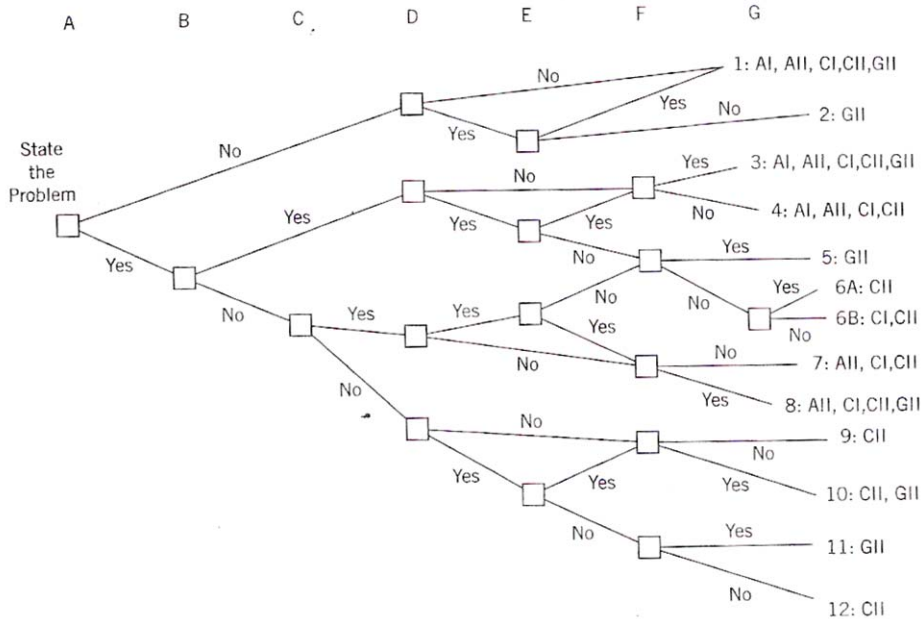 A B C D E F G
No
1: AI, AII, CI,CII,GII
Yes
Yes
No
2: GII
State
the
Problem
No
Yes
3: AI, AII, CI,CII,GII
No
Yes
Yes
Yes
No
4: AI, AII, CI,CII
Yes
No
Yes
5: GII
No
Yes
Yes
No
No
Yes
6A: CII
Yes
No
6B: CI,CII
No
No
No
7: AII, CI,CII
Yes
8: AII, CI,CII,GII
No
No
9: CII
Yes
Yes
Yes
10: CII, GII
No
Yes
11: GII
No
12: CII